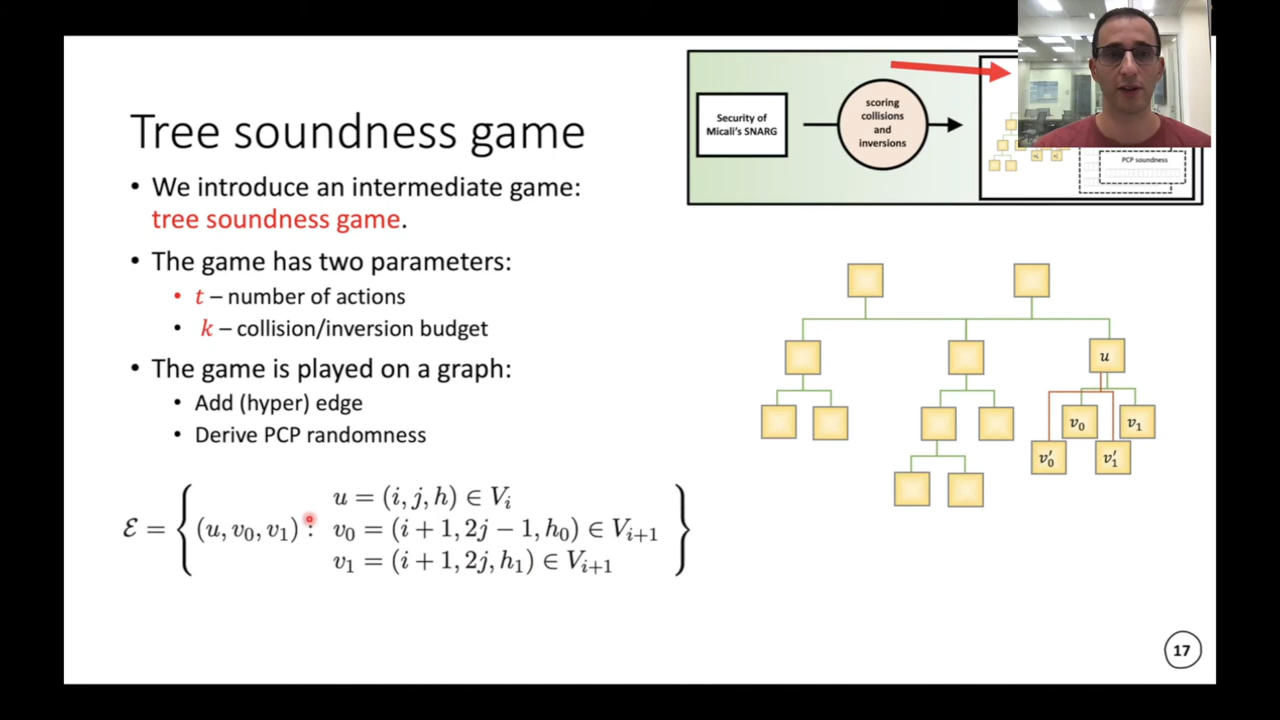 Tree soundness game
• We introduce an intermediate game:
tree soundness game.
• The game has two parameters:
• t – number of actions
• k – collision/inversion budget
• The game is played on a graph:
• Add (hyper) edge
• Derive PCP randomness
ℰ = { (u, v₀, v₁) :
u = (i, j, h) ∈ Vᵢ
v₀ = (i + 1, 2j − 1, h₀) ∈ Vᵢ₊₁
v₁ = (i + 1, 2j, h₁) ∈ Vᵢ₊₁ }
Security of
Micali's SNARG
scoring
collisions
and
inversions
PCP soundness
u
v₀ v₁
v₀′ v₁′
17